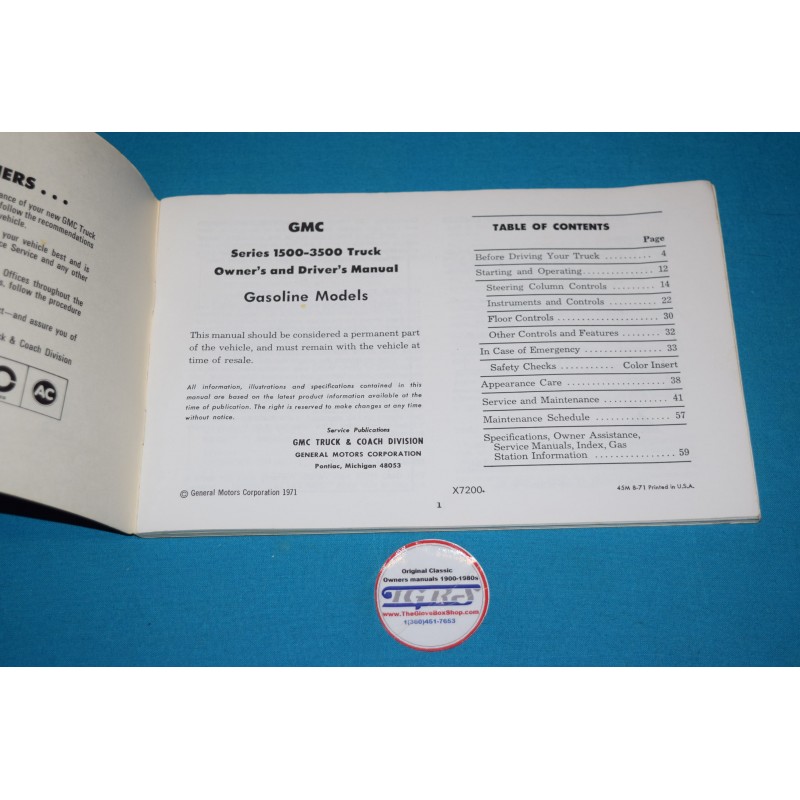 NERS . . .
ance of your new GMC Truck
follow the recommendations
vehicle.
your vehicle best and is
ce Service and any other
Offices throughout the
s, follow the procedure
ct—and assure you of
k & Coach Division
AC
GMC
Series 1500-3500 Truck
Owner's and Driver's Manual
Gasoline Models
This manual should be considered a permanent part
of the vehicle, and must remain with the vehicle at
time of resale.
All information, illustrations and specifications contained in this
manual are based on the latest product information available at the
time of publication. The right is reserved to make changes at any time
without notice.
Service Publications
GMC TRUCK & COACH DIVISION
GENERAL MOTORS CORPORATION
Pontiac, Michigan 48053
© General Motors Corporation 1971
TABLE OF CONTENTS
Page
Before Driving Your Truck .......... 4
Starting and Operating............... 12
Steering Column Controls ......... 14
Instruments and Controls ......... 22
Floor Controls .................... 30
Other Controls and Features ....... 32
In Case of Emergency ............... 33
Safety Checks ........... Color Insert
Appearance Care .................... 38
Service and Maintenance ............ 41
Maintenance Schedule ............... 57
Specifications, Owner Assistance,
Service Manuals, Index, Gas
Station Information ............... 59
X7200-
45M 8-71 Printed in U.S.A.
1
Original Classic
Owners manuals 1900-1980s
TGBS
www.TheGloveBoxShop.com
1(360)451-7653